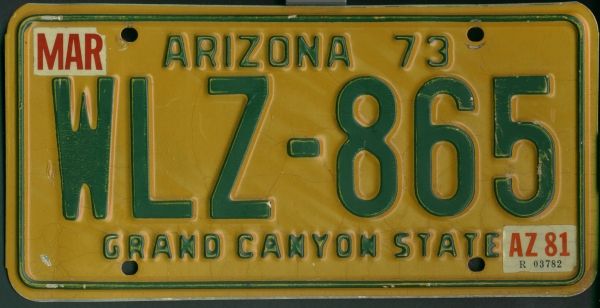 MAR
ARIZONA 73
WLZ-865
GRAND CANYON STATE
AZ 81
R 03782